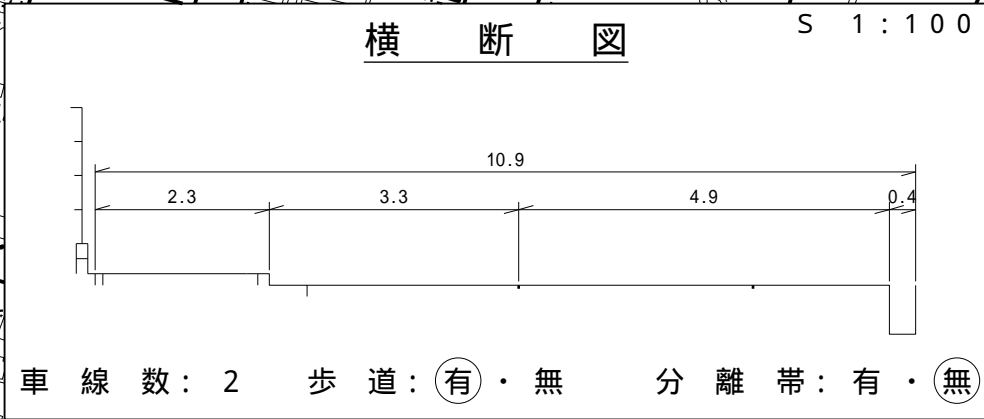 横 断 図
S 1:100
10.9
2.3 3.3 4.9 0.4
車 線 数: 2 歩 道: 有 ・ 無 分 離 帯: 有 ・ 無